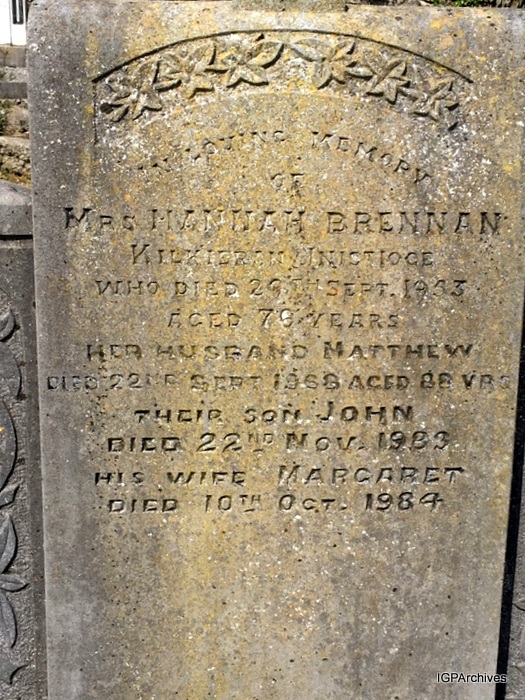 IN LOVING MEMORY
OF
MRS HANNAH BRENNAN
KILKIERAN INISTIOGE
WHO DIED 29TH SEPT. 1953
AGED 79 YEARS
HER HUSBAND MATTHEW
DIED 22ND SEPT 1968 AGED 88 YRS
THEIR SON JOHN
DIED 22ND NOV. 1983
HIS WIFE MARGARET
DIED 10TH OCT. 1984
IGPArchives